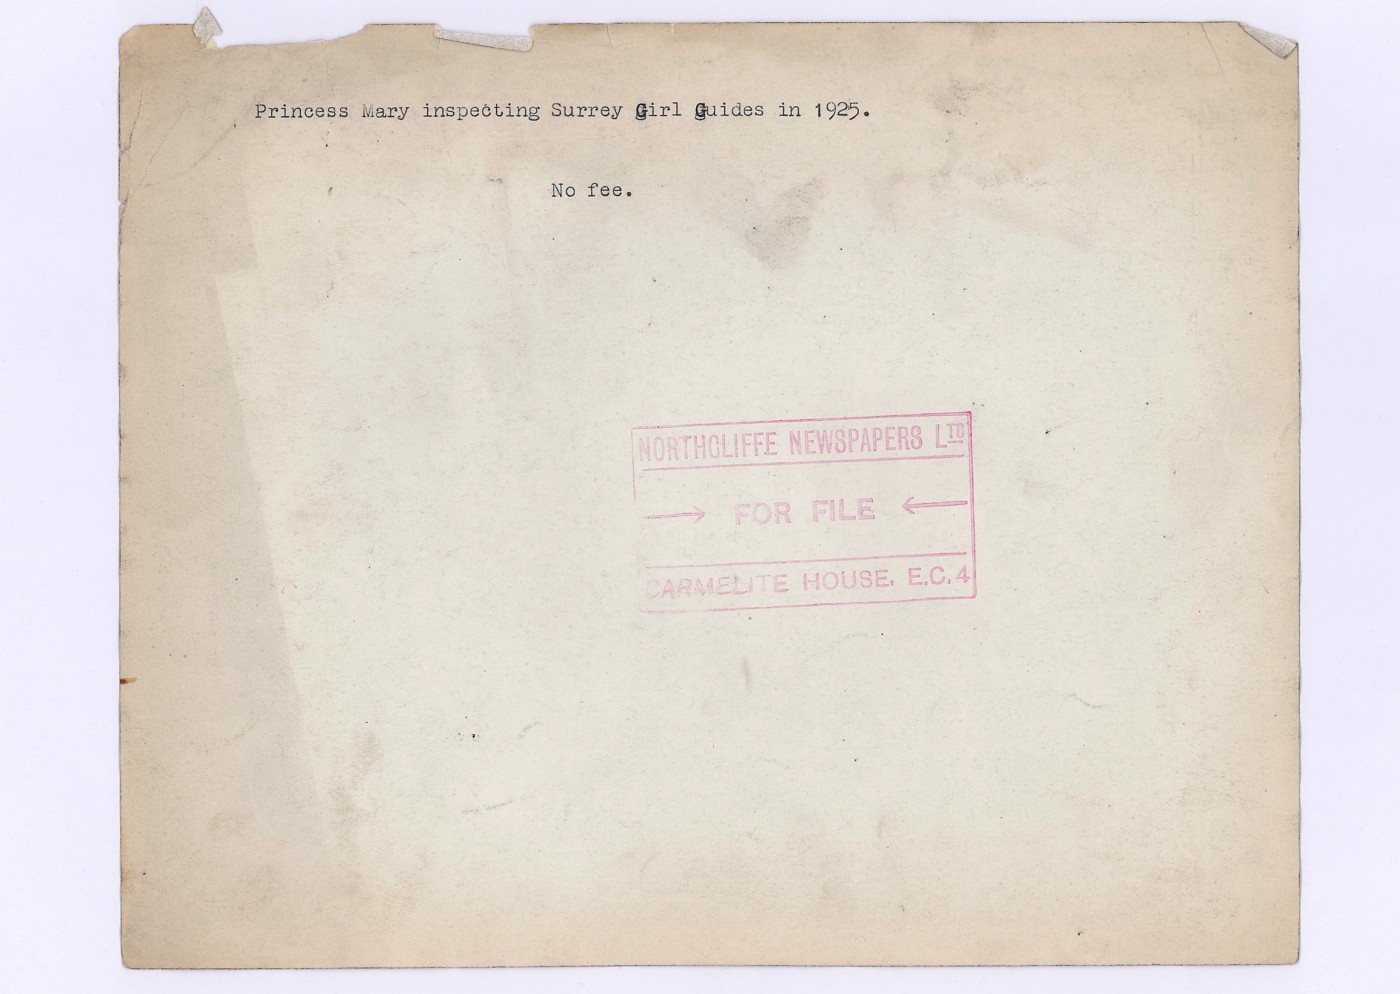 Princess Mary inspecting Surrey Girl Guides in 1925.
No fee.
NORTHCLIFFE NEWSPAPERS LTD
→ FOR FILE ←
CARMELITE HOUSE. E.C.4